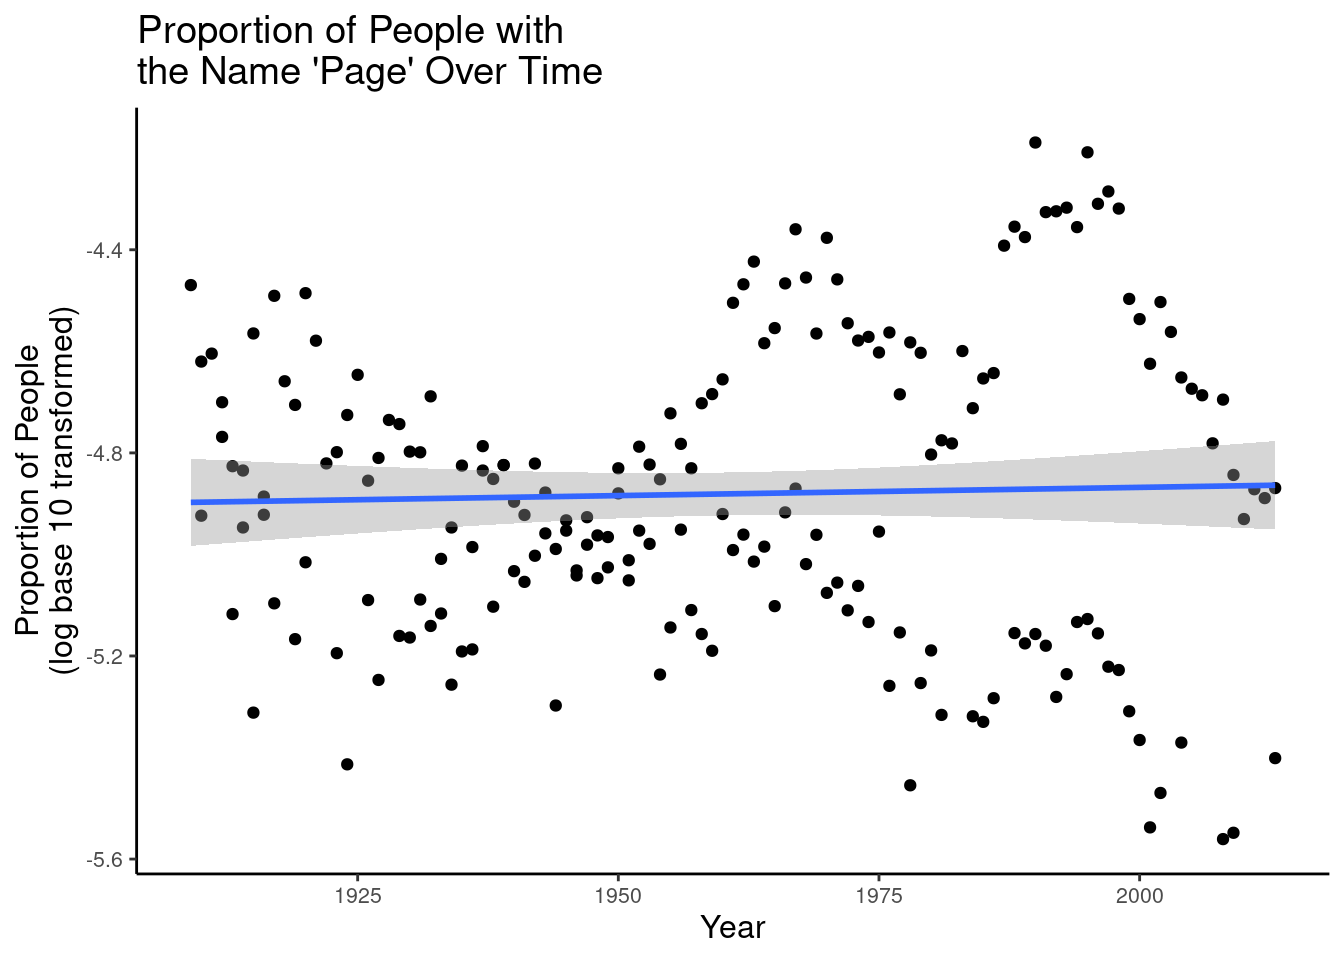 Proportion of People with
the Name 'Page' Over Time
Proportion of People
(log base 10 transformed)
-4.4
-4.8
-5.2
-5.6
1925 1950 1975 2000
Year